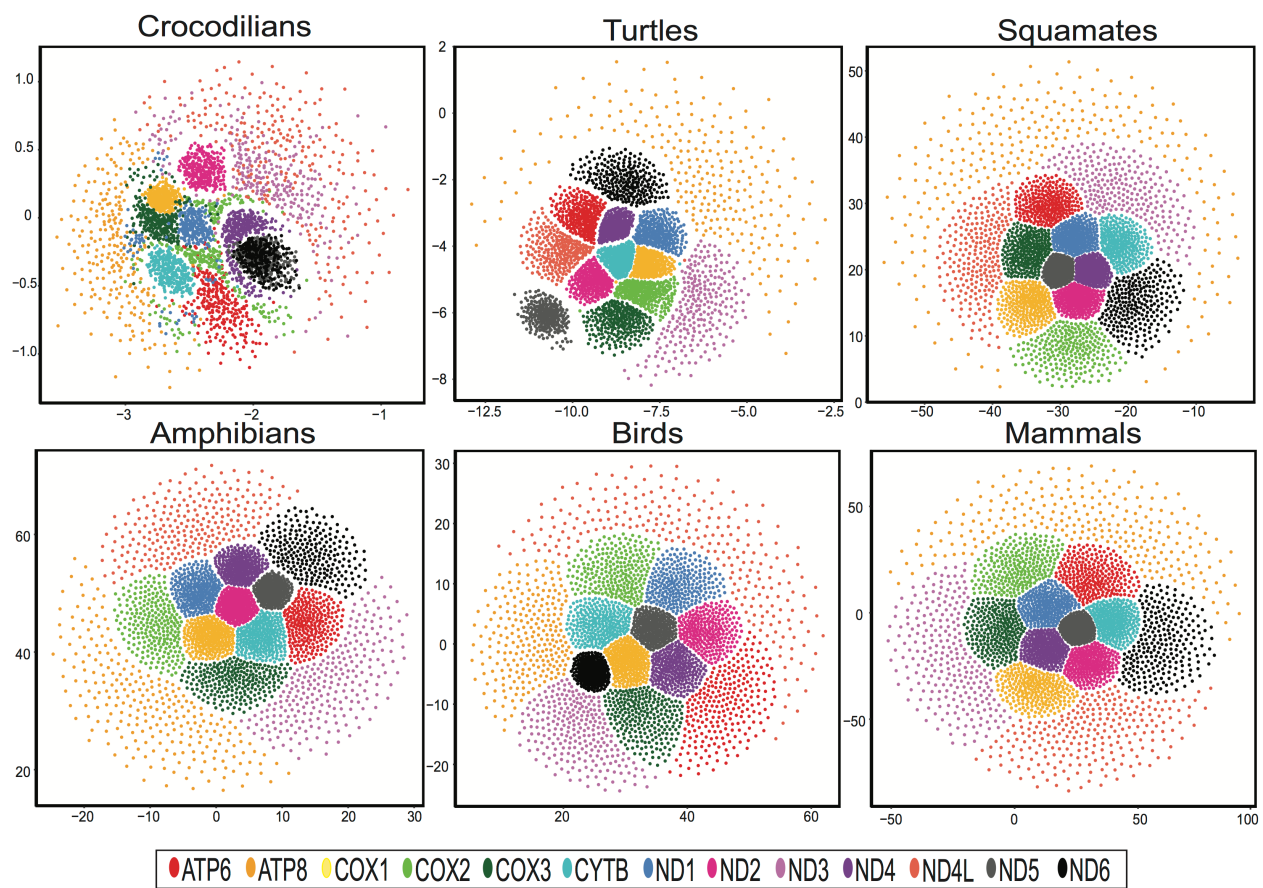 Crocodilians Turtles Squamates
1.0 0.5 0 −0.5 −1.0
−3 −2 −1
2 0 −2 −4 −6 −8
−12.5 −10.0 −7.5 −5.0 −2.5
50 40 30 20 10 0
−50 −40 −30 −20 −10
Amphibians Birds Mammals
60 40 20
−20 −10 0 10 20 30
30 20 10 0 −10 −20
20 40 60
50 0 −50
−50 0 50 100
ATP6 ATP8 COX1 COX2 COX3 CYTB ND1 ND2 ND3 ND4 ND4L ND5 ND6